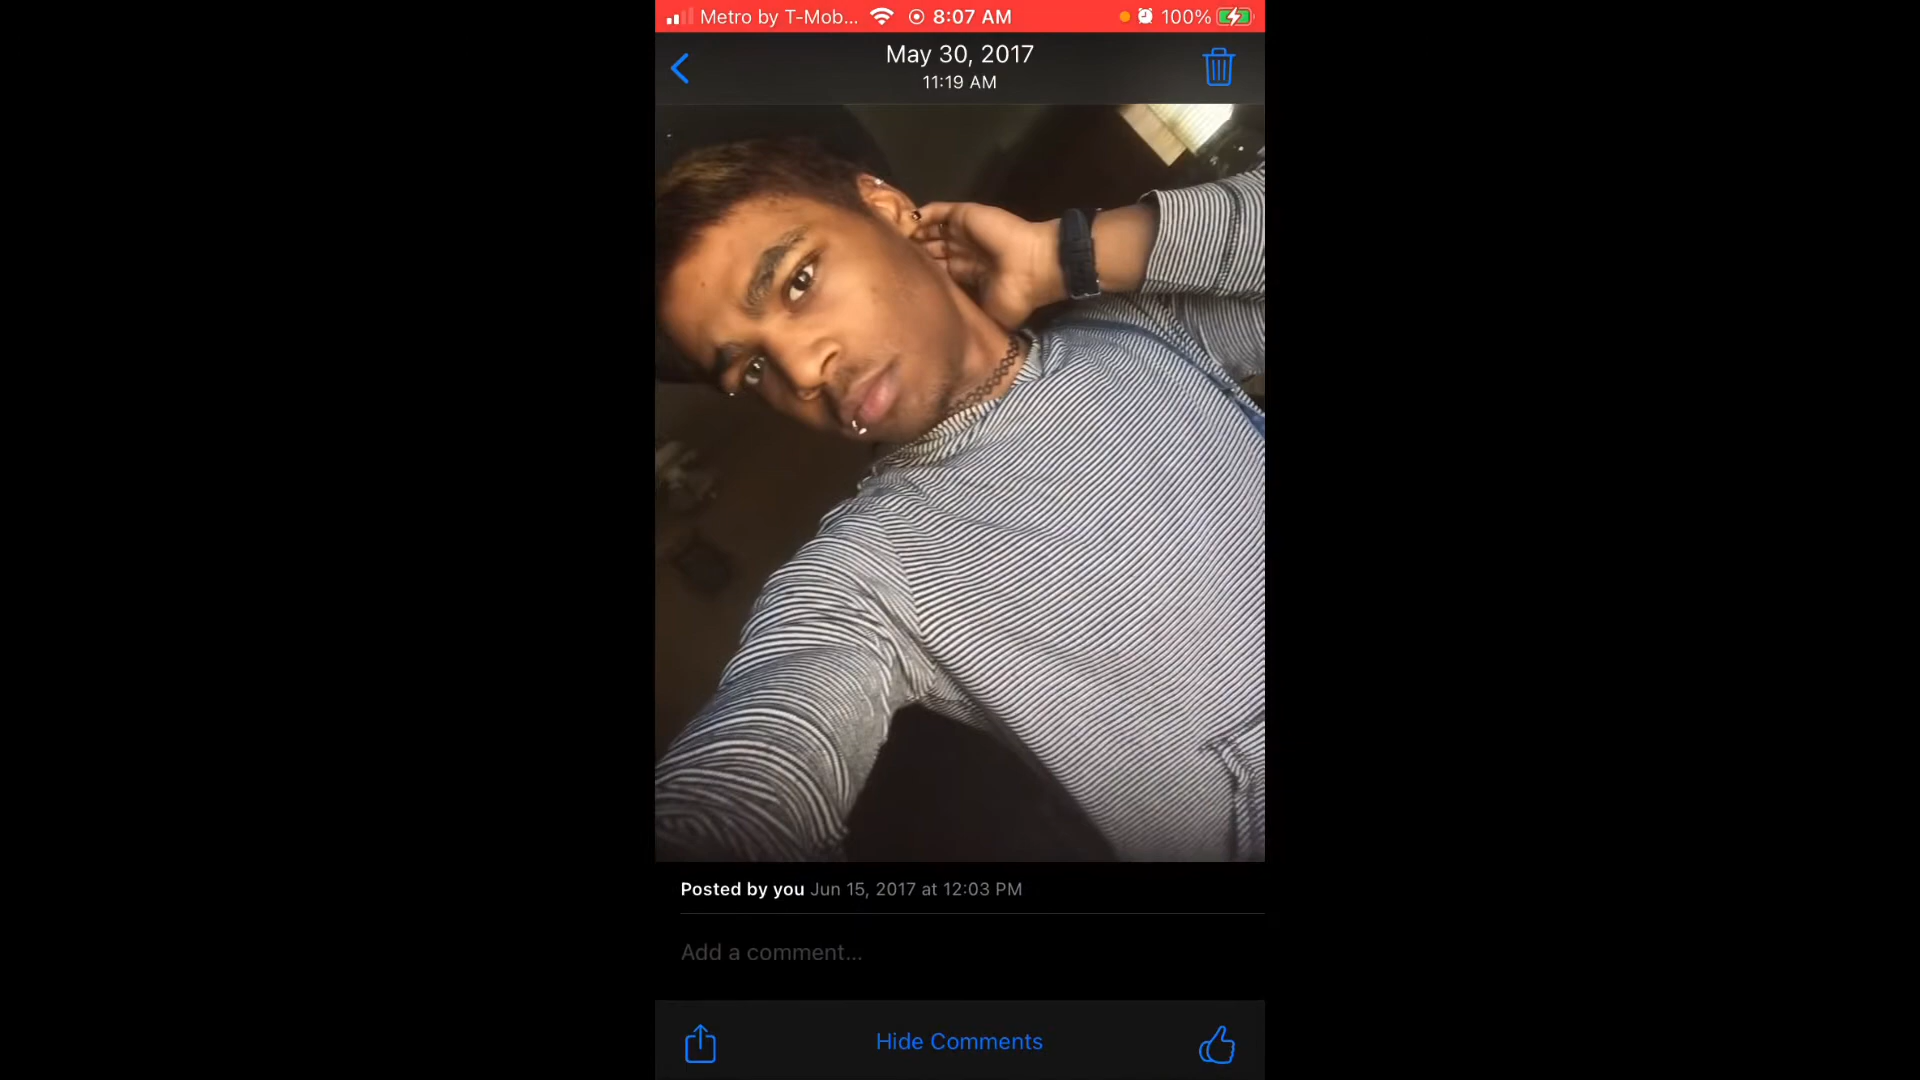 Metro by T-Mob... 8:07 AM 100%
May 30, 2017
11:19 AM
Posted by you Jun 15, 2017 at 12:03 PM
Add a comment...
Hide Comments